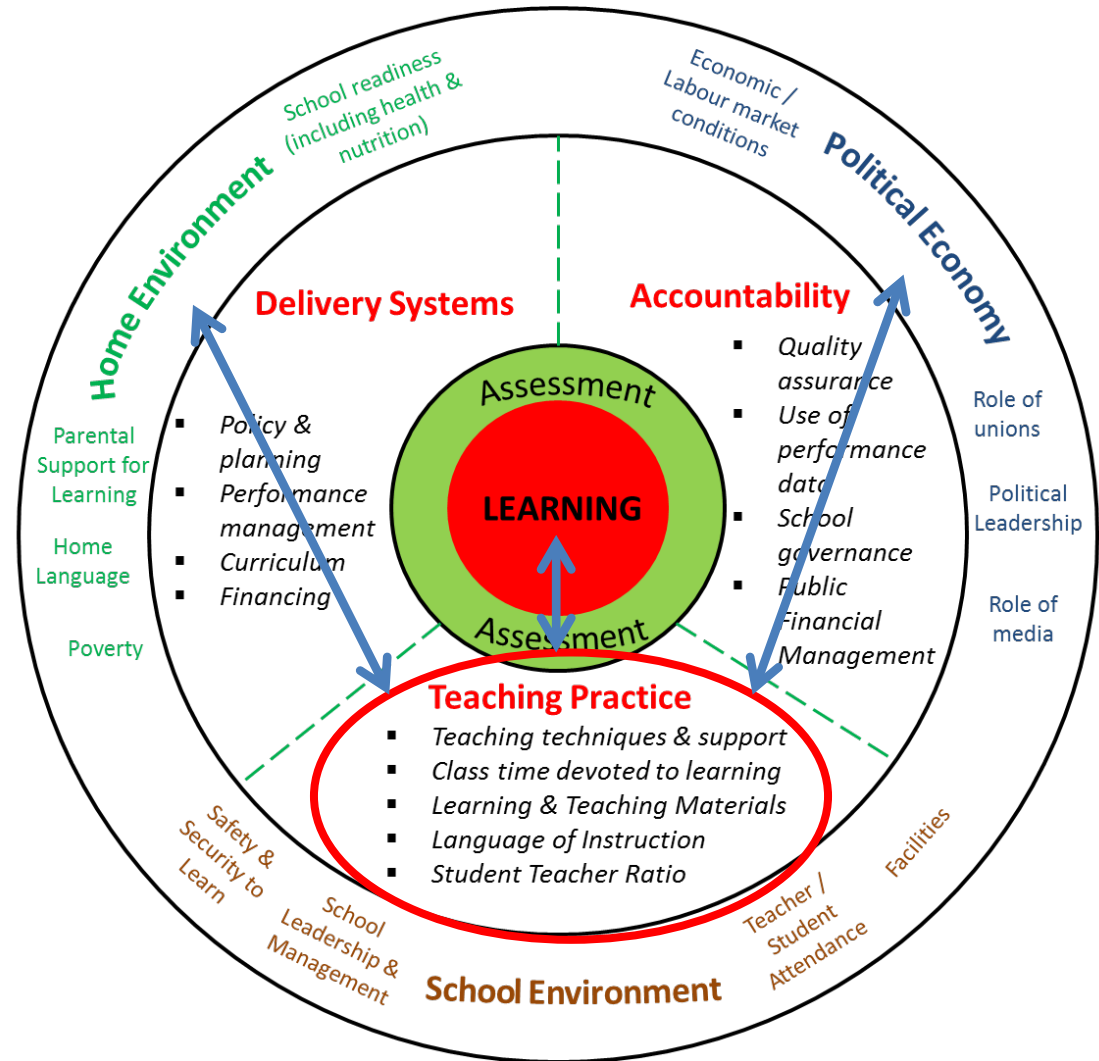 School readiness
(including health &
nutrition)
Home Environment
Parental
Support for
Learning
Home
Language
Poverty
Economic /
Labour market
conditions
Political Economy
Role of
unions
Political
Leadership
Role of
media
Delivery Systems
▪ Policy &
planning
▪ Performance
management
▪ Curriculum
▪ Financing
Accountability
▪ Quality
assurance
▪ Use of
performance
data
▪ School
governance
▪ Public
Financial
Management
Assessment
LEARNING
Assessment
Teaching Practice
▪ Teaching techniques & support
▪ Class time devoted to learning
▪ Learning & Teaching Materials
▪ Language of Instruction
▪ Student Teacher Ratio
Safety &
Security to
Learn
School
Leadership &
Management
School Environment
Teacher /
Student
Attendance
Facilities